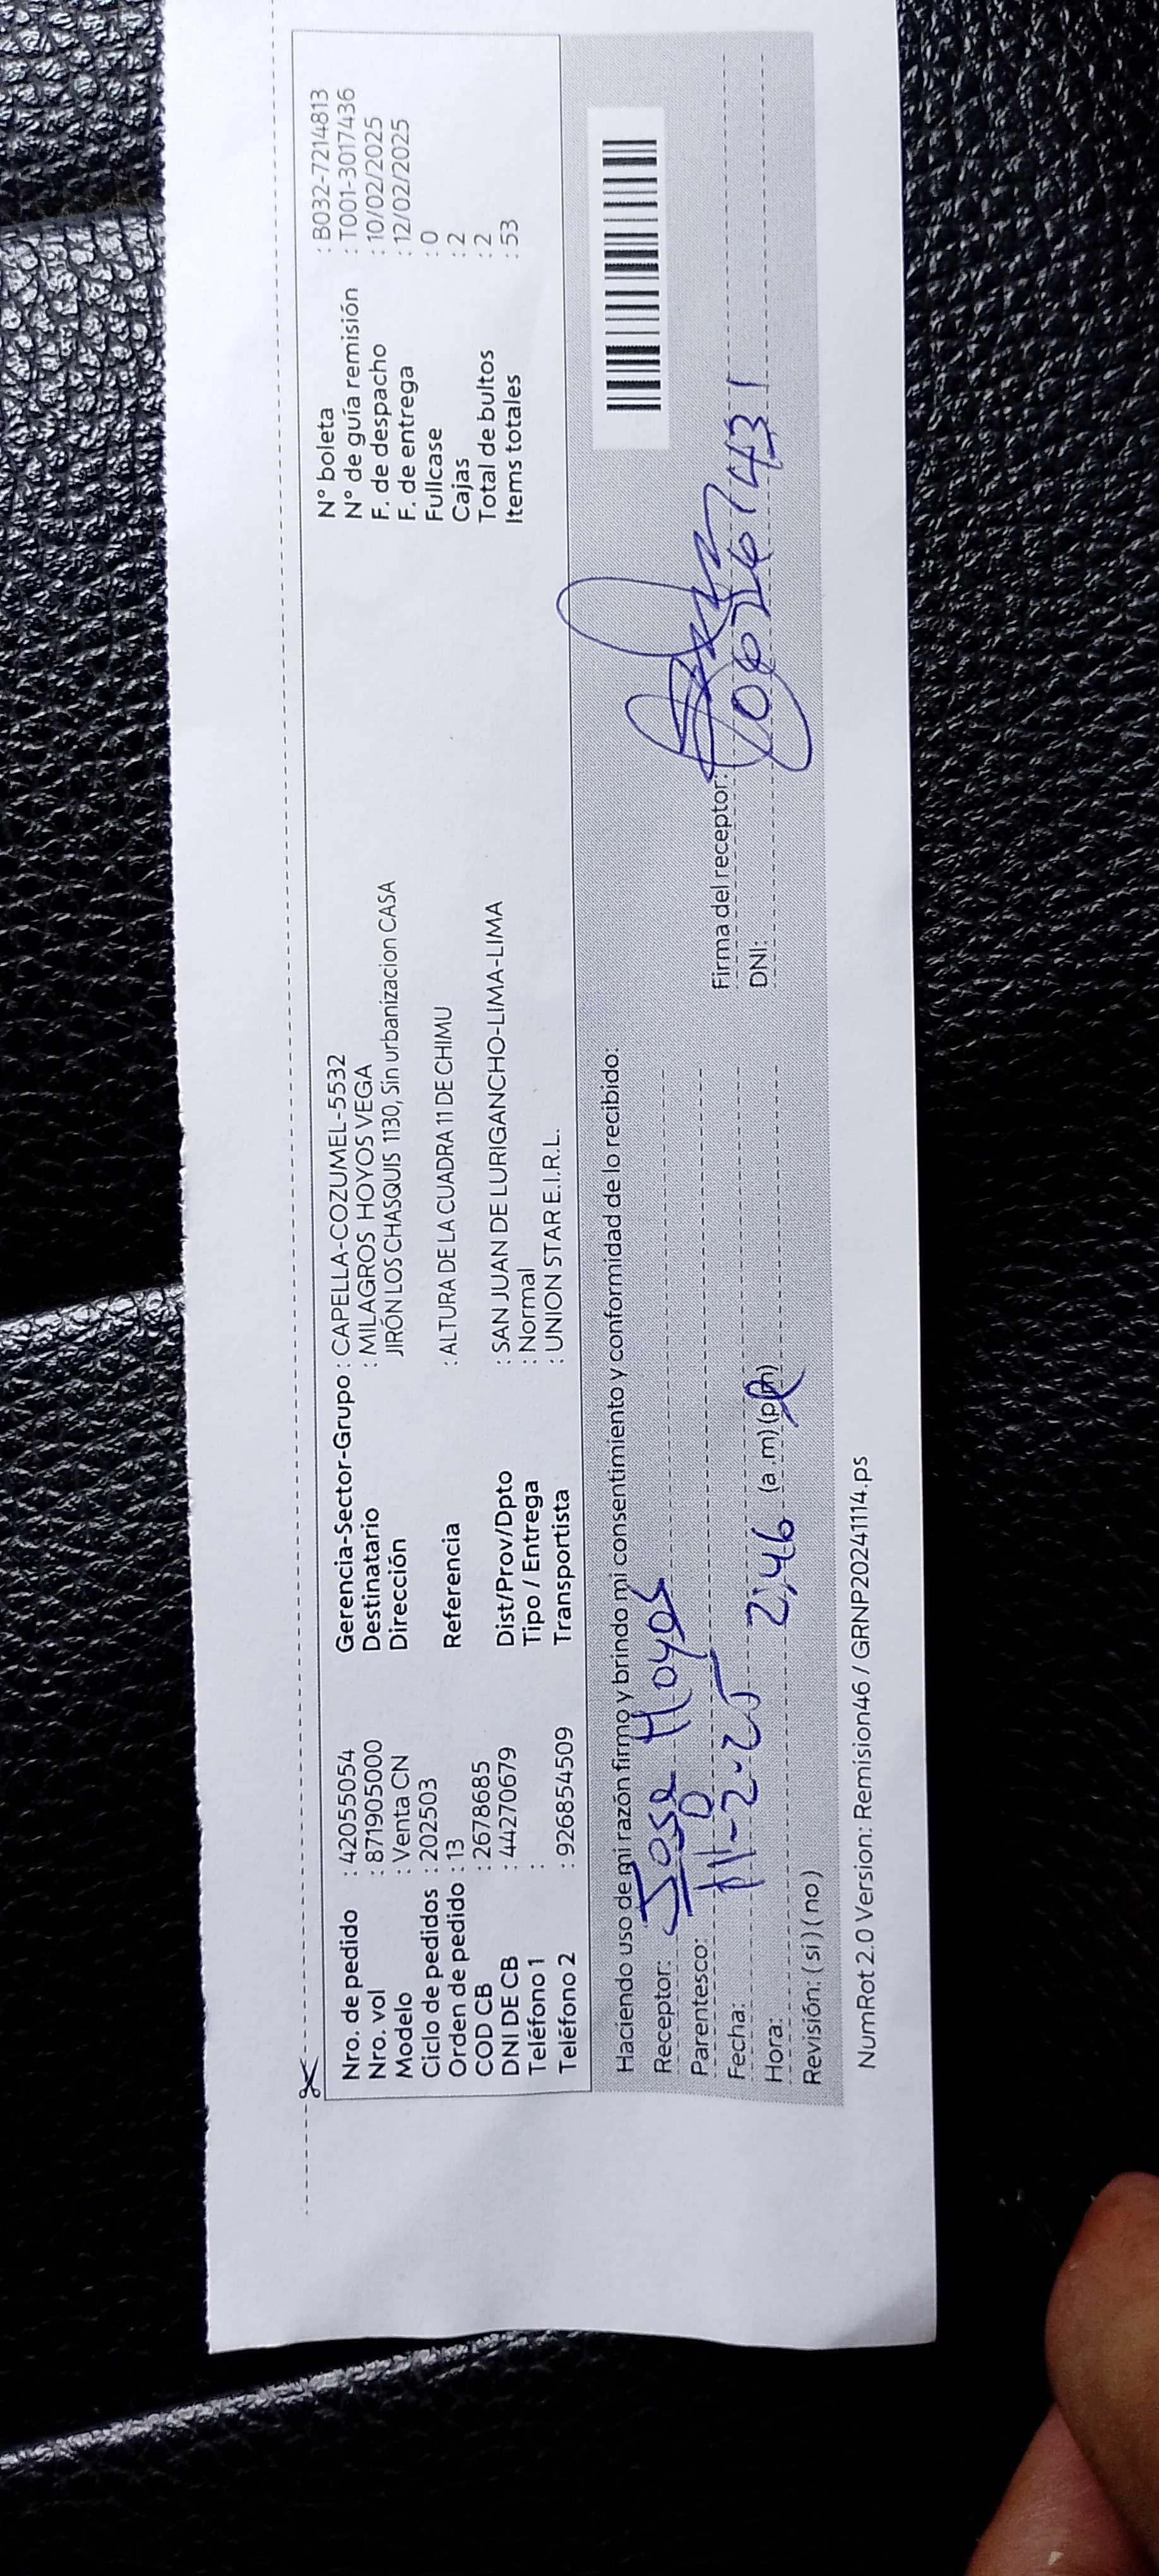 Nro. de pedido : 42055054
Nro. vol : 871905000
Modelo : Venta CN
Ciclo de pedidos : 202503
Orden de pedido : 13
COD CB : 2678685
DNI DE CB : 44270679
Teléfono 1 :
Teléfono 2 : 926854509
Gerencia-Sector-Grupo : CAPELLA-COZUMEL-5532
Destinatario : MILAGROS HOYOS VEGA
Dirección JIRÓN LOS CHASQUIS 1130, Sin urbanizacion CASA
Referencia : ALTURA DE LA CUADRA 11 DE CHIMU
Dist/Prov/Dpto : SAN JUAN DE LURIGANCHO-LIMA-LIMA
Tipo / Entrega : Normal
Transportista : UNION STAR E.I.R.L.
N° boleta : B032-7214813
N° de guía remisión : T001-3017436
F. de despacho : 10/02/2025
F. de entrega : 12/02/2025
Fullcase : 0
Cajas : 2
Total de bultos : 2
Items totales : 53
Haciendo uso de mi razón firmo y brindo mi consentimiento y conformidad de lo recibido:
Receptor: Jose Hoyos
Parentesco:
Fecha: 11-2-25
Hora: 2:46 (a .m) (pm)
Revisión: ( si ) ( no )
Firma del receptor:
DNI:
NumRot 2.0 Version: Remision46 / GRNP20241114.ps